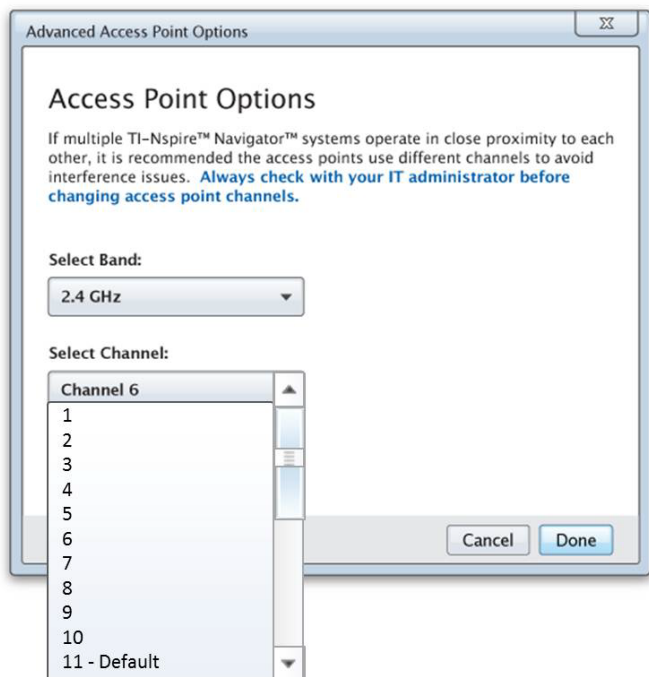 Advanced Access Point Options
Access Point Options
If multiple TI-Nspire™ Navigator™ systems operate in close proximity to each
other, it is recommended the access points use different channels to avoid
interference issues. Always check with your IT administrator before
changing access point channels.
Select Band:
2.4 GHz
Select Channel:
Channel 6
1
2
3
4
5
6
7
8
9
10
11 - Default
Cancel Done